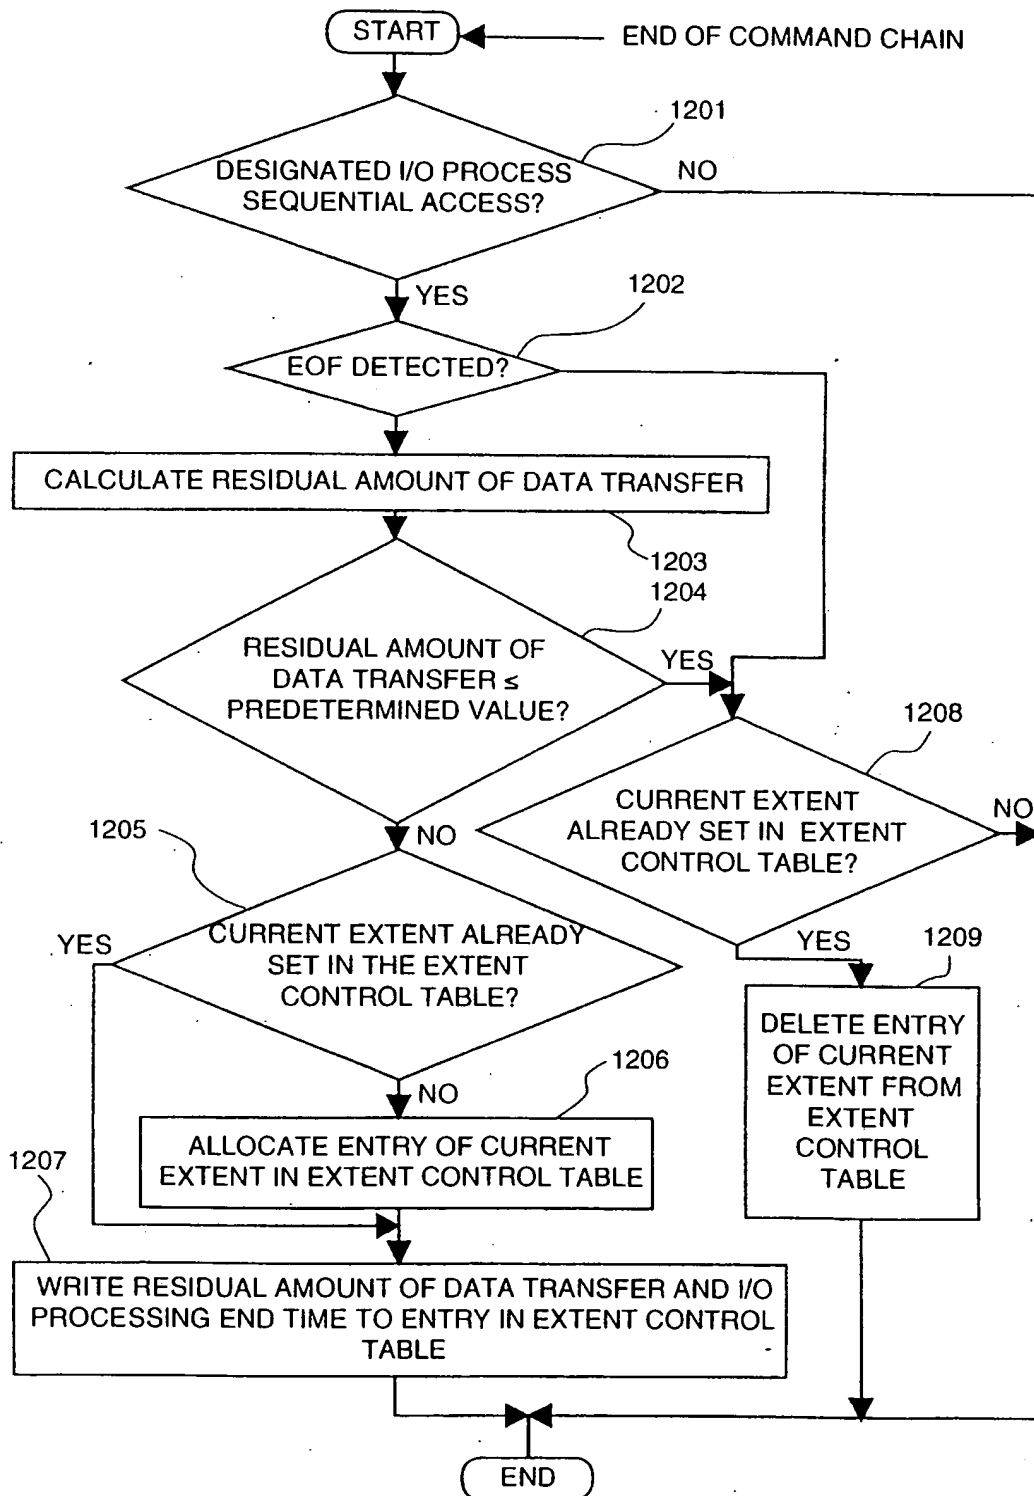 START
END OF COMMAND CHAIN
1201
DESIGNATED I/O PROCESS
SEQUENTIAL ACCESS?
NO
YES
1202
EOF DETECTED?
CALCULATE RESIDUAL AMOUNT OF DATA TRANSFER
1203
1204
RESIDUAL AMOUNT OF
DATA TRANSFER ≤
PREDETERMINED VALUE?
YES
NO
1208
CURRENT EXTENT
ALREADY SET IN EXTENT
CONTROL TABLE?
NO
1205
YES
CURRENT EXTENT ALREADY
SET IN THE EXTENT
CONTROL TABLE?
YES
1209
DELETE ENTRY
OF CURRENT
EXTENT FROM
EXTENT
CONTROL
TABLE
NO
1206
ALLOCATE ENTRY OF CURRENT
EXTENT IN EXTENT CONTROL TABLE
1207
WRITE RESIDUAL AMOUNT OF DATA TRANSFER AND I/O
PROCESSING END TIME TO ENTRY IN EXTENT CONTROL
TABLE
END